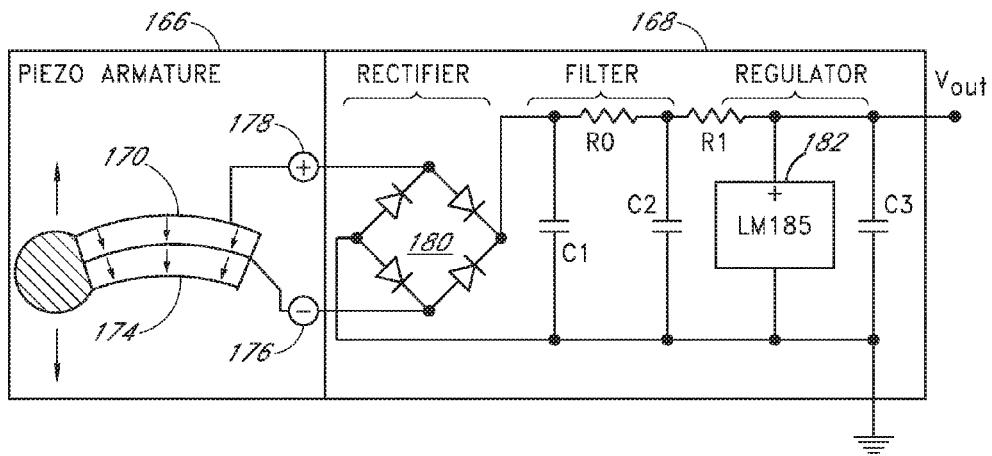 166
168
PIEZO ARMATURE
RECTIFIER
FILTER
REGULATOR
Vout
178
+
R0
R1
182
170
+
LM185
C2
C3
180
C1
174
−
176